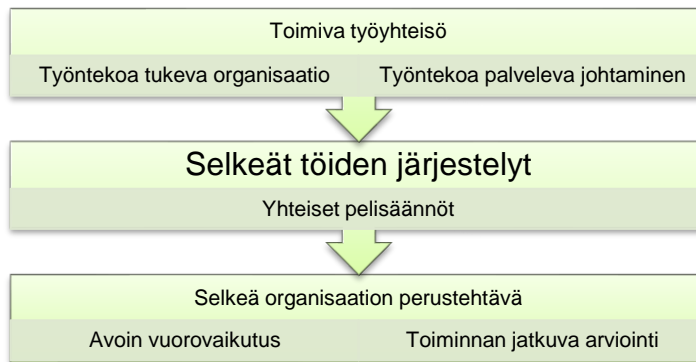 Toimiva työyhteisö
Työntekoa tukeva organisaatio
Työntekoa palveleva johtaminen
Selkeät töiden järjestelyt
Yhteiset pelisäännöt
Selkeä organisaation perustehtävä
Avoin vuorovaikutus
Toiminnan jatkuva arviointi